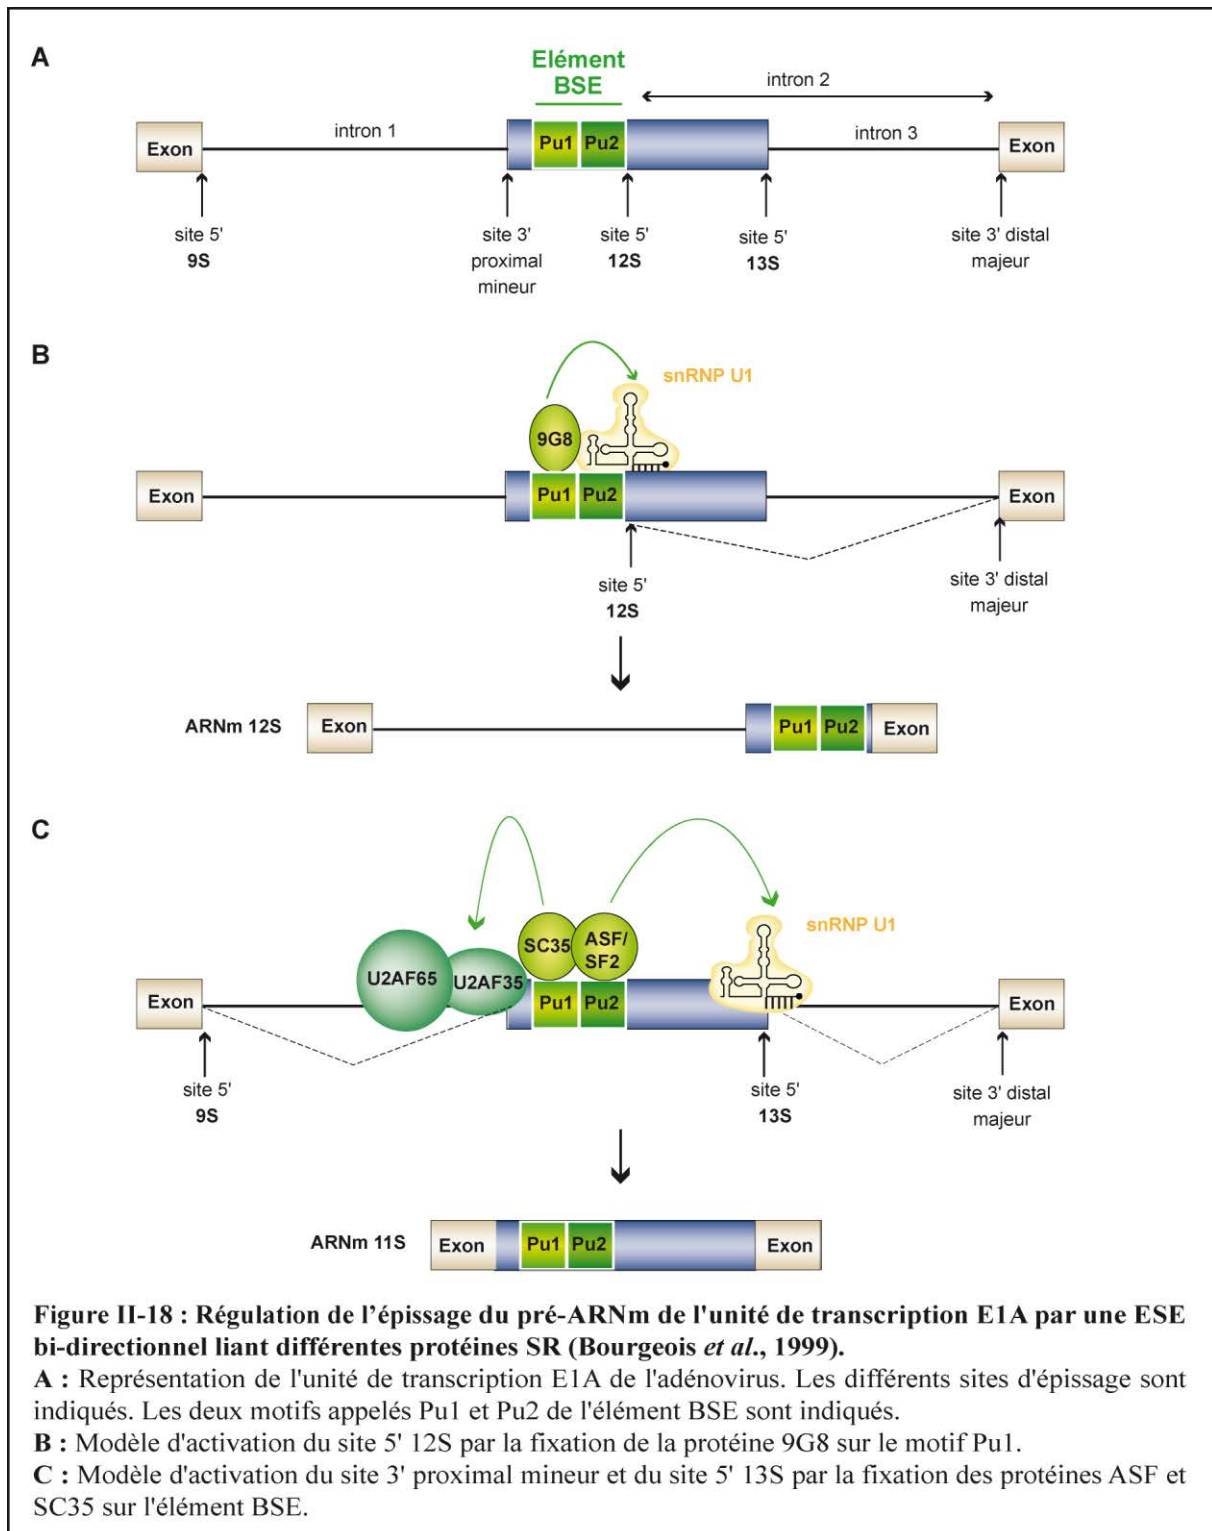 A
Elément
BSE
intron 2
intron 1
intron 3
Exon
Pu1
Pu2
Exon
site 5'
9S
site 3'
proximal
mineur
site 5'
12S
site 5'
13S
site 3' distal
majeur
B
snRNP U1
9G8
Exon
Pu1
Pu2
Exon
site 5'
12S
site 3' distal
majeur
ARNm 12S
Exon
Pu1
Pu2
Exon
C
snRNP U1
SC35
ASF/
SF2
U2AF65
U2AF35
Exon
Pu1
Pu2
Exon
site 5'
9S
site 5'
13S
site 3' distal
majeur
ARNm 11S
Exon
Pu1
Pu2
Exon
Figure II-18 : Régulation de l'épissage du pré-ARNm de l'unité de transcription E1A par une ESE
bi-directionnel liant différentes protéines SR (Bourgeois et al., 1999).
A : Représentation de l'unité de transcription E1A de l'adénovirus. Les différents sites d'épissage sont
indiqués. Les deux motifs appelés Pu1 et Pu2 de l'élément BSE sont indiqués.
B : Modèle d'activation du site 5' 12S par la fixation de la protéine 9G8 sur le motif Pu1.
C : Modèle d'activation du site 3' proximal mineur et du site 5' 13S par la fixation des protéines ASF et
SC35 sur l'élément BSE.